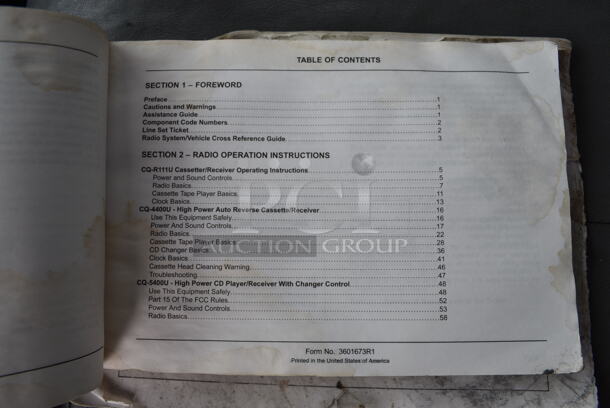 TABLE OF CONTENTS
SECTION 1 – FOREWORD
Preface....1
Cautions and Warnings....1
Assistance Guide....1
Component Code Numbers....2
Line Set Ticket....2
Radio System/Vehicle Cross Reference Guide....3
SECTION 2 – RADIO OPERATION INSTRUCTIONS
CQ-R111U Cassetter/Receiver Operating Instructions....5
Power and Sound Controls....5
Radio Basics....7
Cassette Tape Player Basics....11
Clock Basics....13
CQ-4400U - High Power Auto Reverse Cassette/Receiver....16
Use This Equipment Safely....16
Power And Sound Controls....17
Radio Basics....22
Cassette Tape Player Basics....28
CD Changer Basics....36
Clock Basics....41
Cassette Head Cleaning Warning....46
Troubleshooting....47
CQ-5400U - High Power CD Player/Receiver With Changer Control....48
Use This Equipment Safely....48
Part 15 Of The FCC Rules....52
Power And Sound Controls....53
Radio Basics....58
Form No. 3601673R1
Printed in the United States of America
PCI
AUCTION GROUP